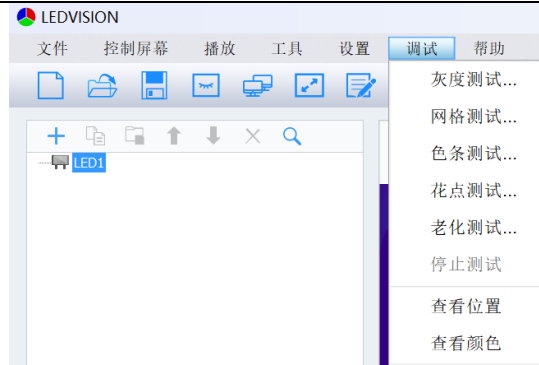 LEDVISION
文件 控制屏幕 播放 工具 设置 调试 帮助
灰度测试...
网格测试...
色条测试...
花点测试...
老化测试...
停止测试
查看位置
查看颜色
LED1